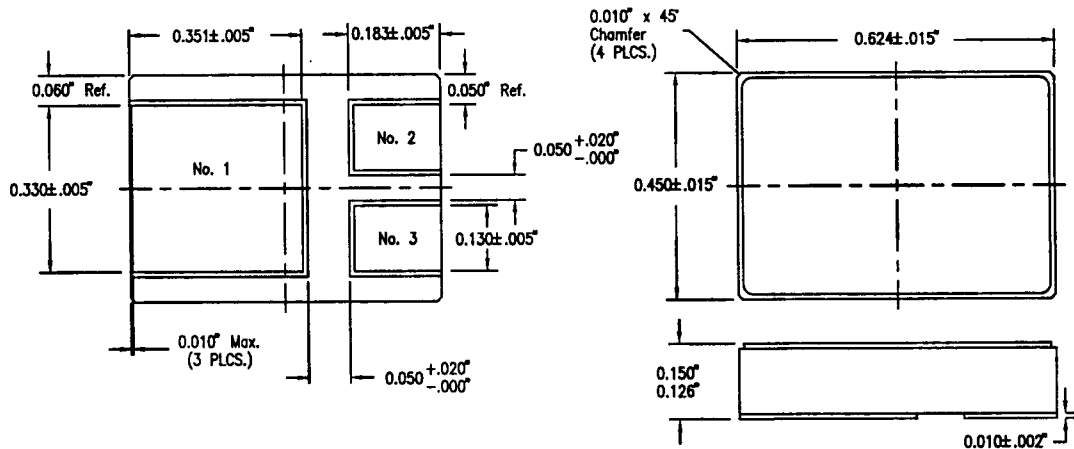 0.351±.005"
0.183±.005"
0.060" Ref.
0.050" Ref.
No. 1
No. 2
0.050 +.020"
-.000"
0.330±.005"
No. 3
0.130±.005"
0.010" Max.
(3 PLCS.)
0.050 +.020"
-.000"
0.010" x 45°
Chamfer
(4 PLCS.)
0.624±.015"
0.450±.015"
0.150"
0.126"
0.010±.002"